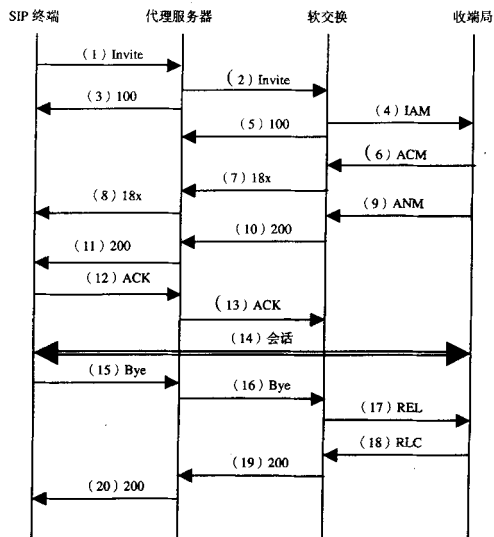 SIP 终端 代理服务器 软交换 收端局
(1) Invite
(2) Invite
(3) 100
(4) IAM
(5) 100
(6) ACM
(7) 18x
(8) 18x
(9) ANM
(10) 200
(11) 200
(12) ACK
(13) ACK
(14) 会话
(15) Bye
(16) Bye
(17) REL
(18) RLC
(19) 200
(20) 200